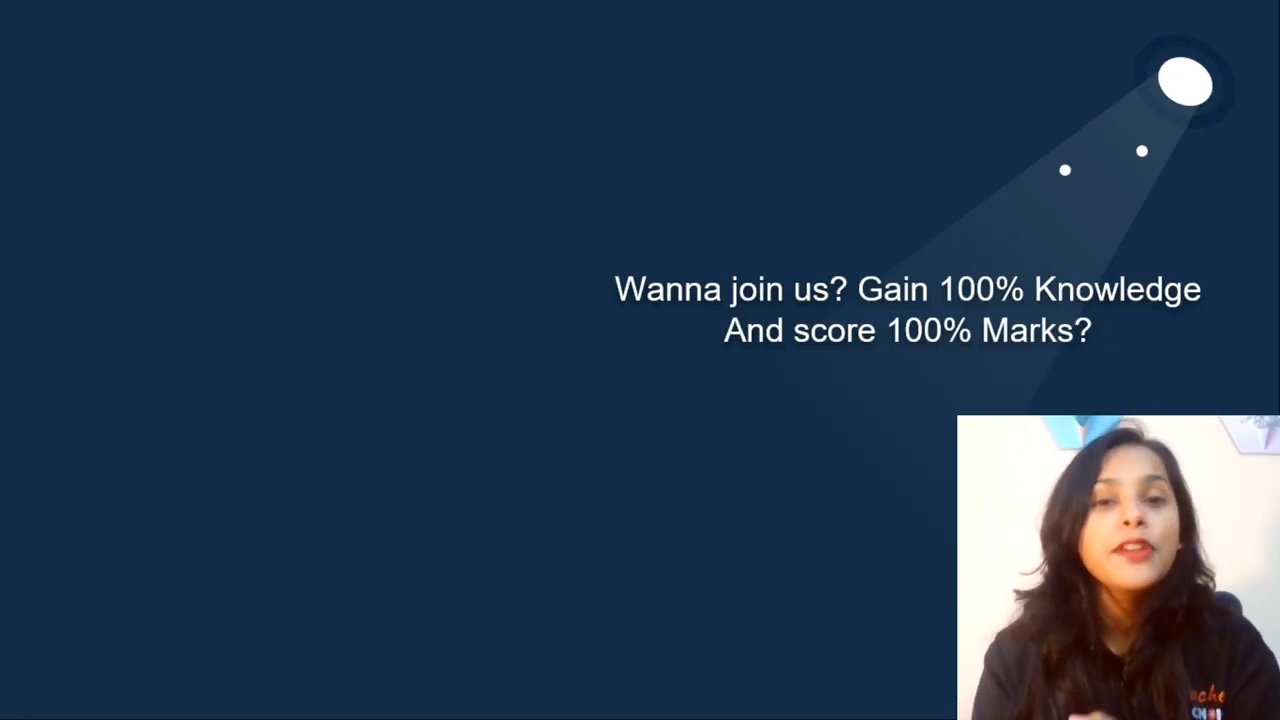 Wanna join us? Gain 100% Knowledge
And score 100% Marks?